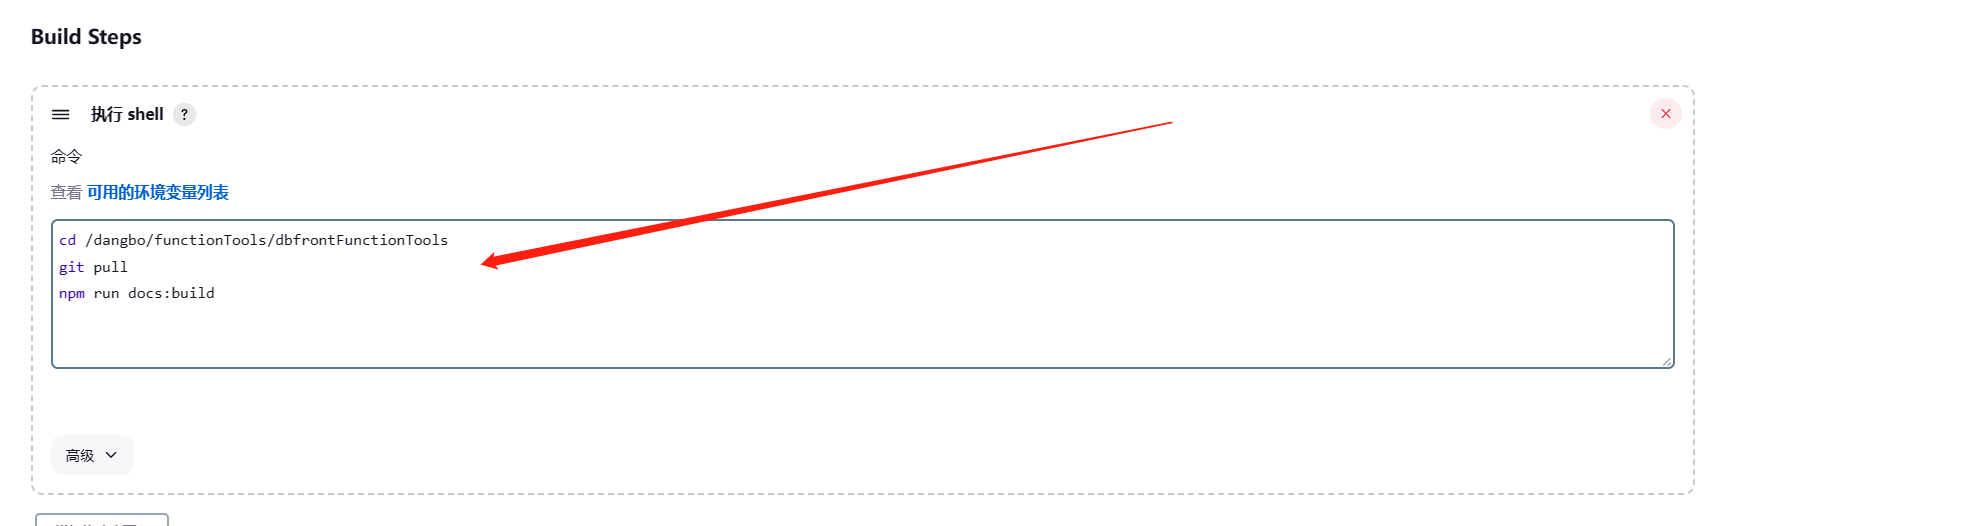 Build Steps
执行 shell ?
命令
查看 可用的环境变量列表
cd /dangbo/functionTools/dbfrontFunctionTools
git pull
npm run docs:build
高级